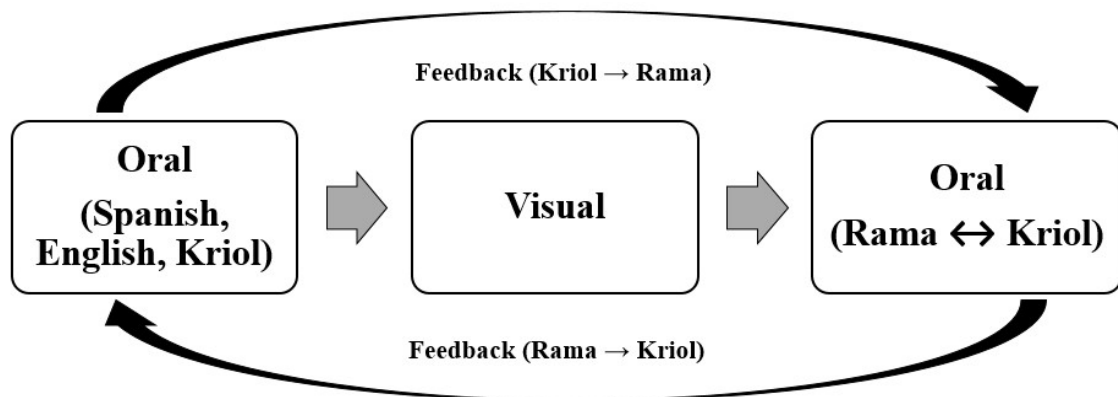 Feedback (Kriol → Rama)
Oral
(Spanish,
English, Kriol)
Visual
Oral
(Rama ↔ Kriol)
Feedback (Rama → Kriol)